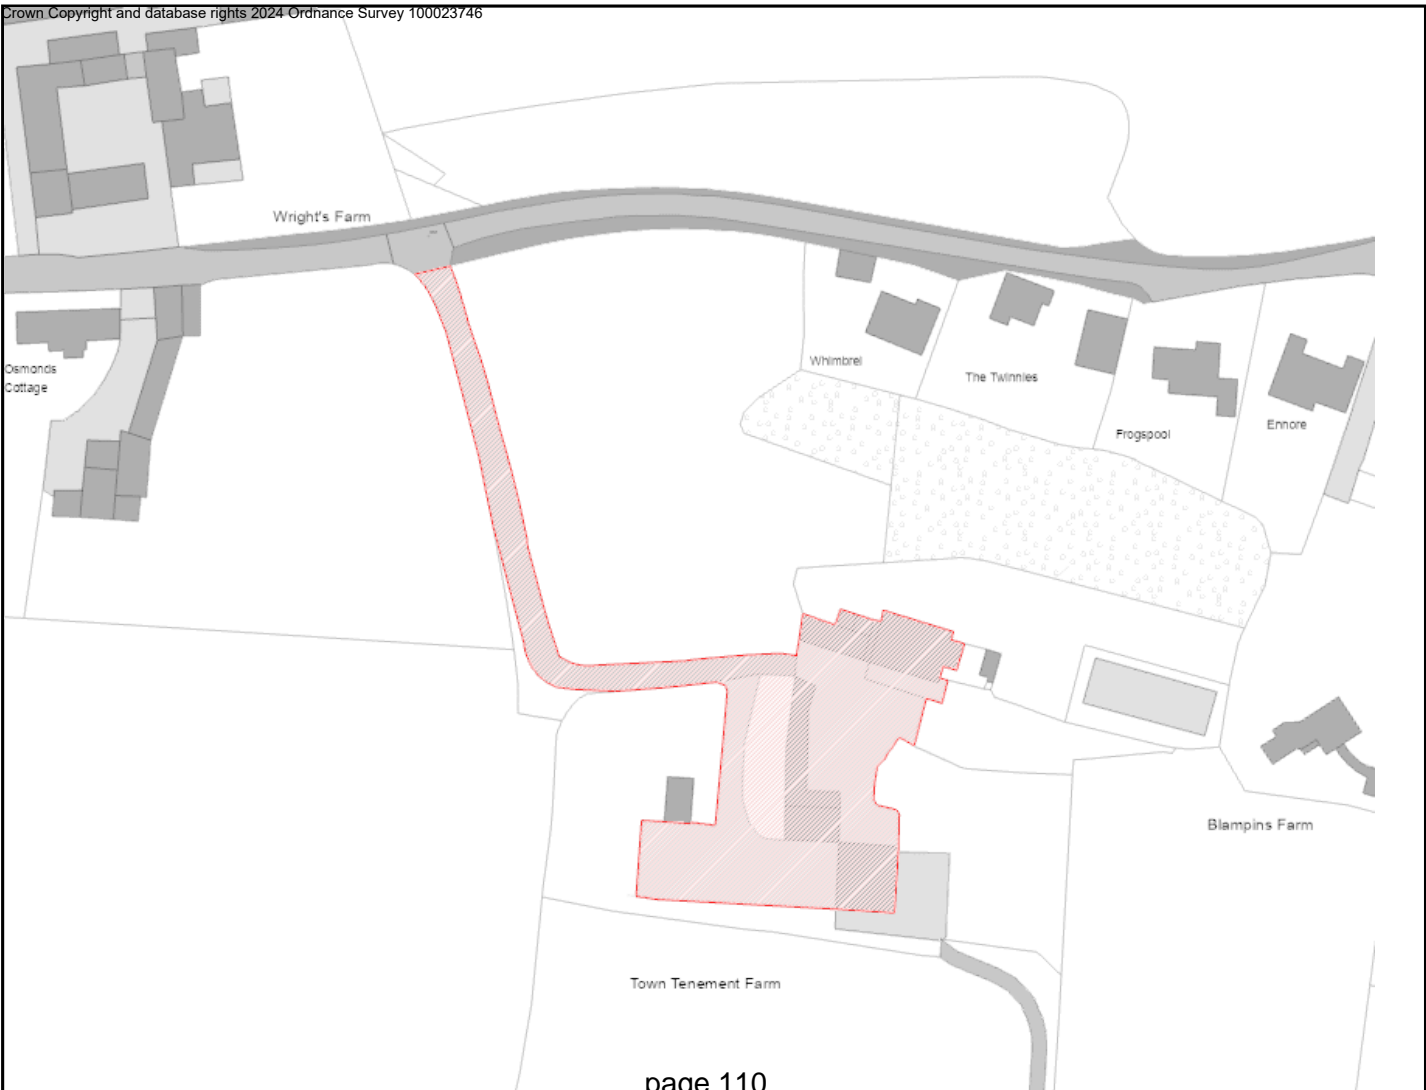 Crown Copyright and database rights 2024 Ordnance Survey 100023746
Wright's Farm
Osmonds
Cottage
Whimbrel
The Twinnies
Frogspool
Ennore
Blampins Farm
Town Tenement Farm
page 110